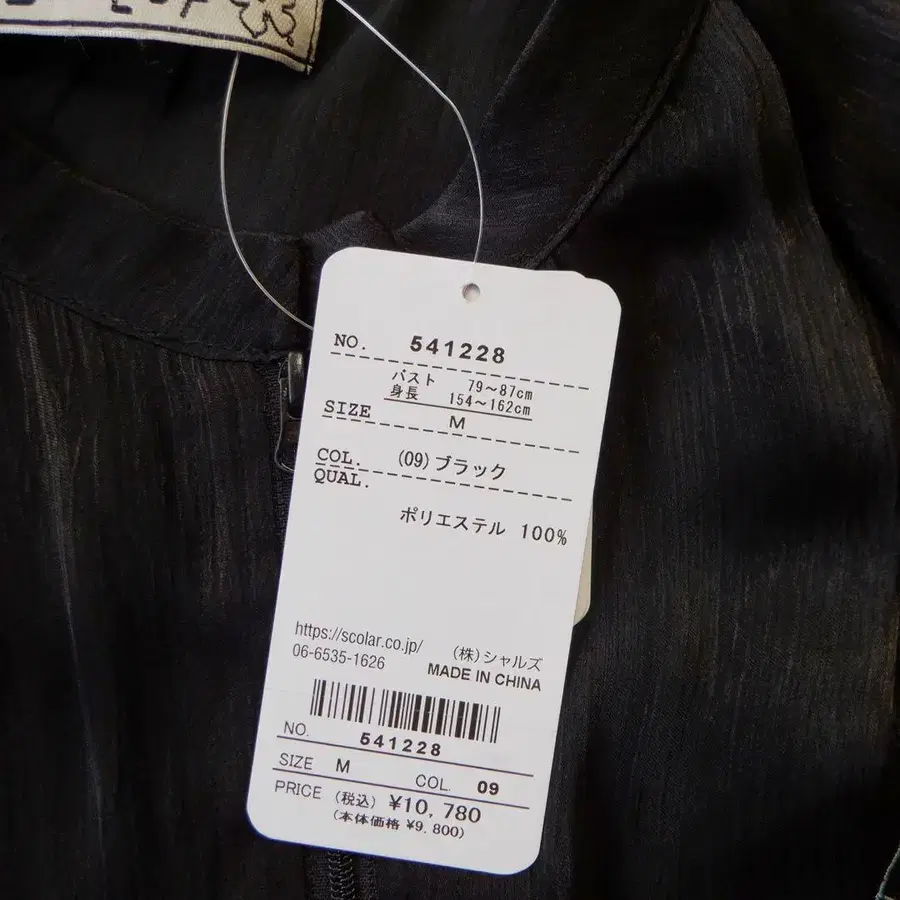 NO. 541228
バスト 79～87cm
身長 154～162cm
SIZE M
COL. (09)ブラック
QUAL.
ポリエステル 100%
https://scolar.co.jp/
06-6535-1626
(株)シャルズ
MADE IN CHINA
NO. 541228
SIZE M COL. 09
PRICE (税込) ¥10,780
(本体価格 ¥9,800)